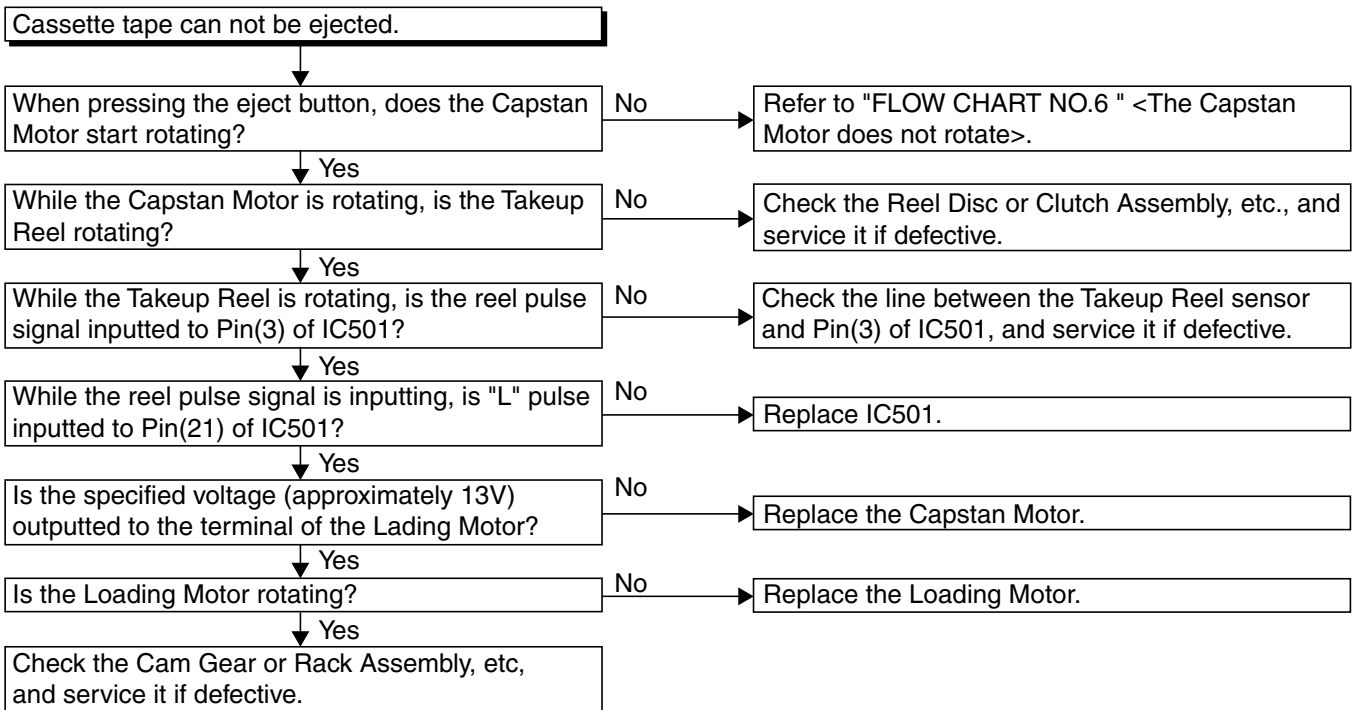 Cassette tape can not be ejected.
When pressing the eject button, does the Capstan
Motor start rotating?
No
Refer to "FLOW CHART NO.6 " <The Capstan
Motor does not rotate>.
Yes
While the Capstan Motor is rotating, is the Takeup
Reel rotating?
No
Check the Reel Disc or Clutch Assembly, etc., and
service it if defective.
Yes
While the Takeup Reel is rotating, is the reel pulse
signal inputted to Pin(3) of IC501?
No
Check the line between the Takeup Reel sensor
and Pin(3) of IC501, and service it if defective.
Yes
While the reel pulse signal is inputting, is "L" pulse
inputted to Pin(21) of IC501?
No
Replace IC501.
Yes
Is the specified voltage (approximately 13V)
outputted to the terminal of the Lading Motor?
No
Replace the Capstan Motor.
Yes
Is the Loading Motor rotating?
No
Replace the Loading Motor.
Yes
Check the Cam Gear or Rack Assembly, etc,
and service it if defective.